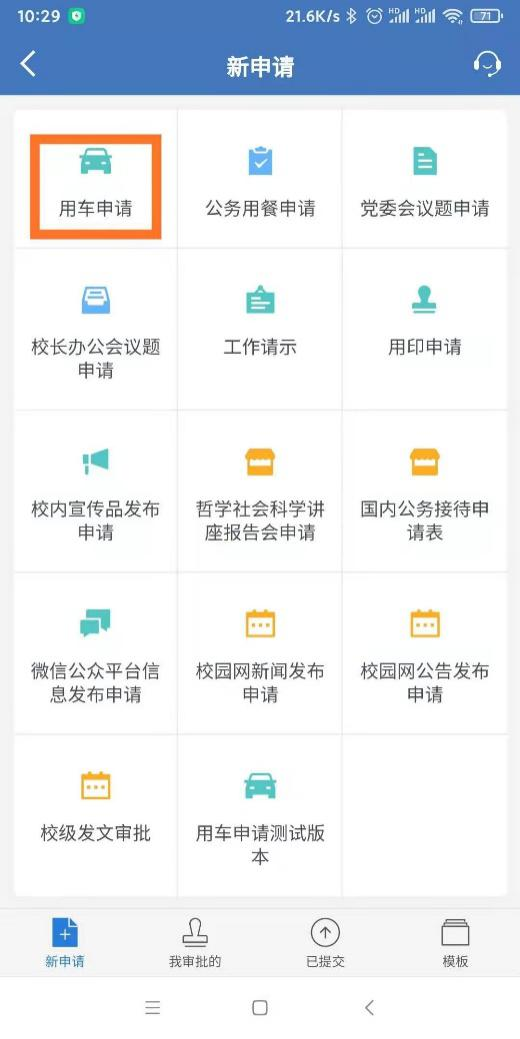 10:29
21.6K/s
HD
HD
71
新申请
用车申请
公务用餐申请
党委会议题申请
校长办公会议题
申请
工作请示
用印申请
校内宣传品发布
申请
哲学社会科学讲
座报告会申请
国内公务接待申
请表
微信公众平台信
息发布申请
校园网新闻发布
申请
校园网公告发布
申请
校级发文审批
用车申请测试版
本
新申请
我审批的
已提交
模板